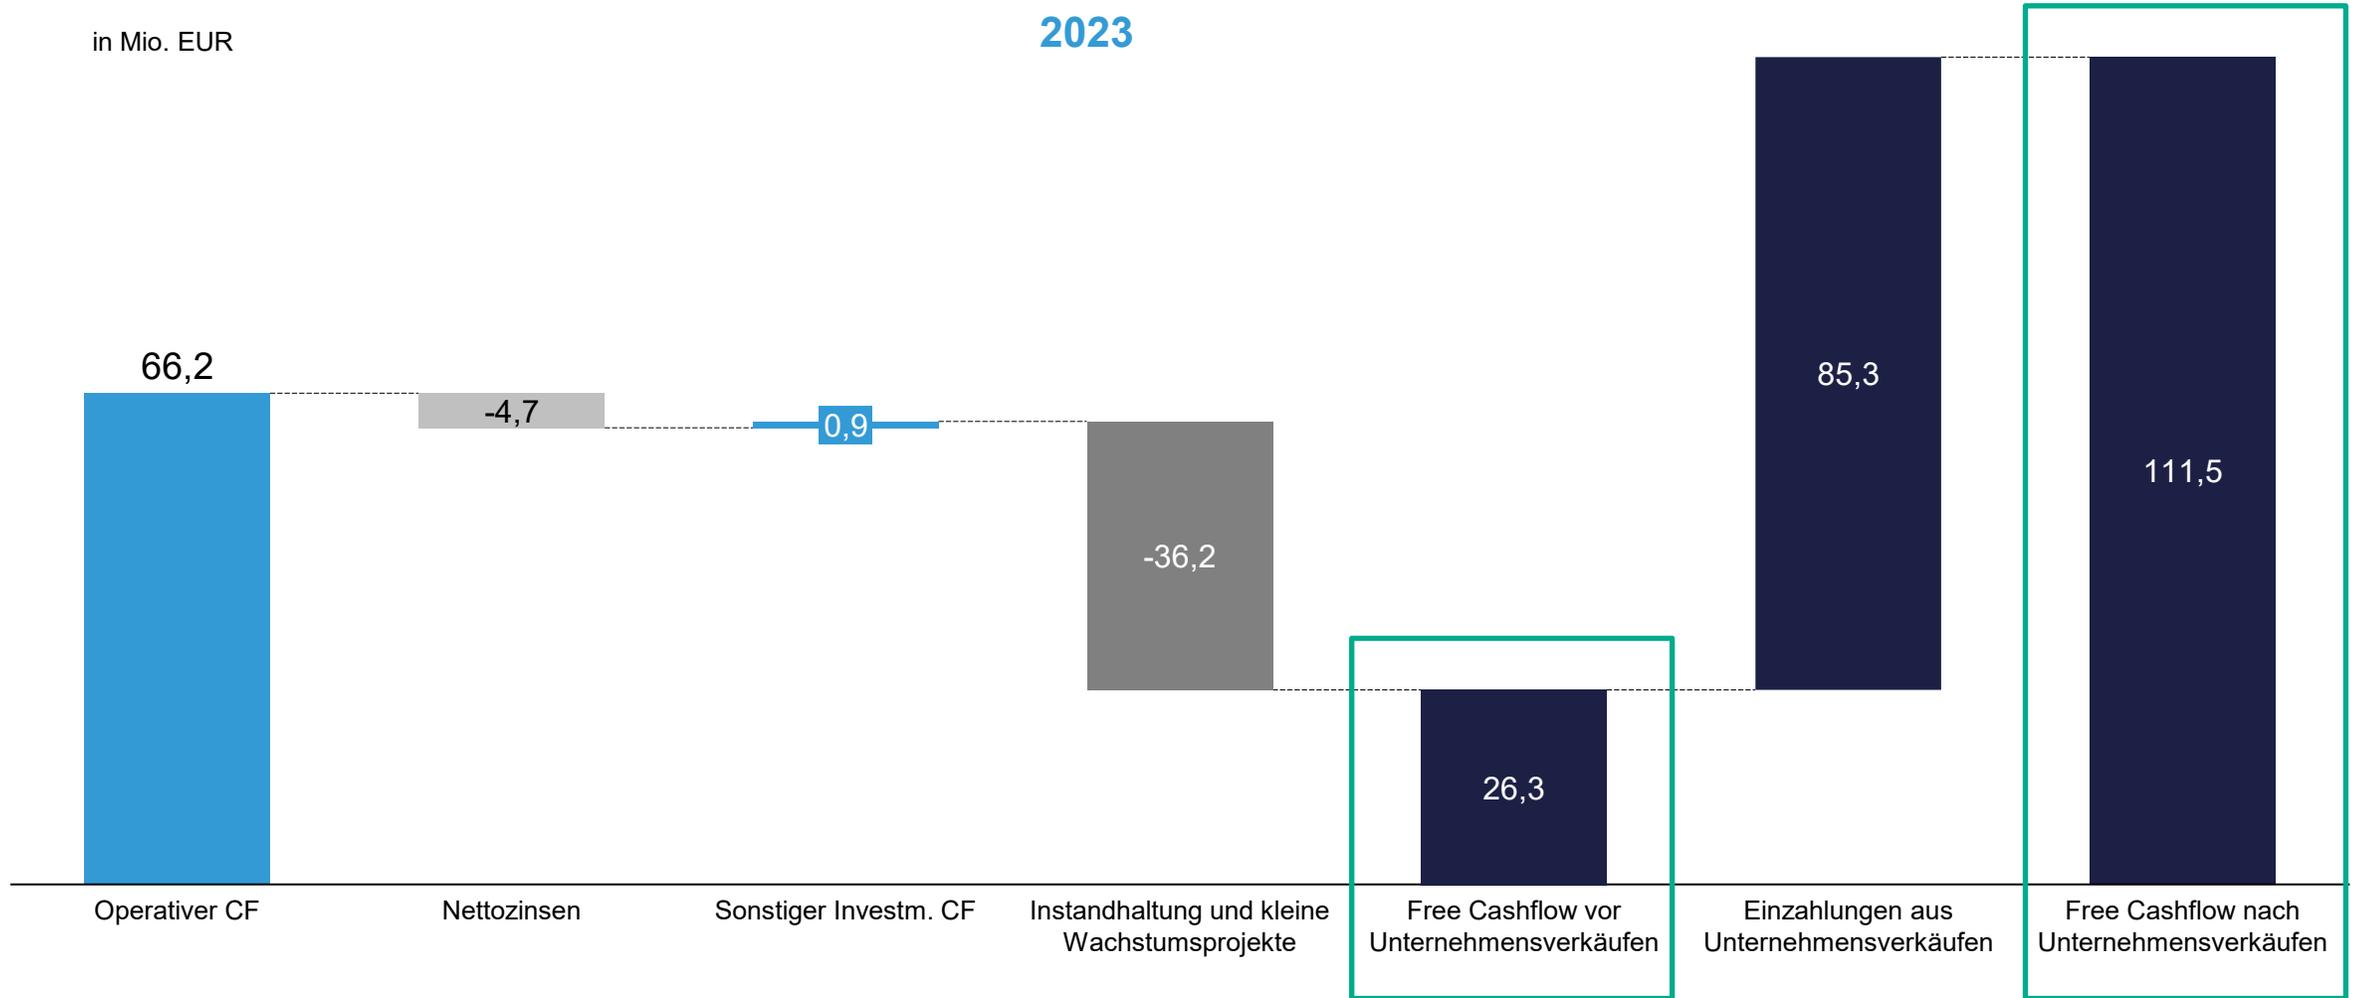 in Mio. EUR
2023
66,2
-4,7
0,9
-36,2
26,3
85,3
111,5
Operativer CF
Nettozinsen
Sonstiger Investm. CF
Instandhaltung und kleine
Wachstumsprojekte
Free Cashflow vor
Unternehmensverkäufen
Einzahlungen aus
Unternehmensverkäufen
Free Cashflow nach
Unternehmensverkäufen